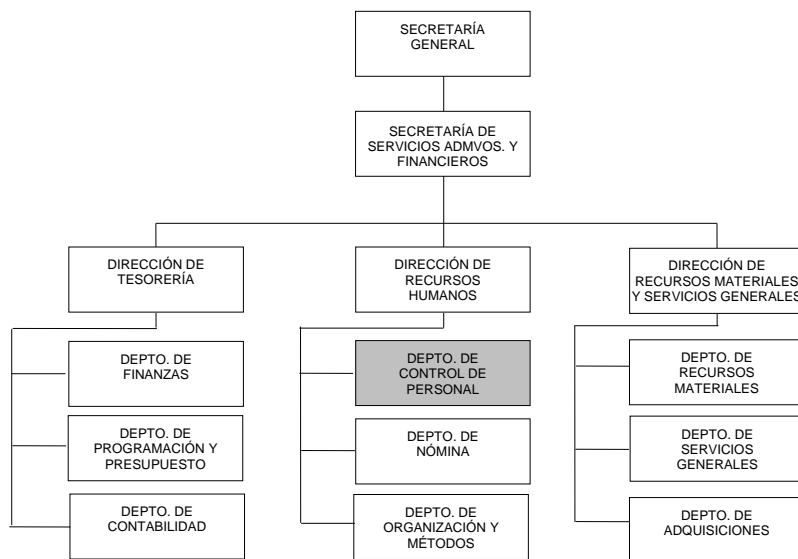 SECRETARÍA
GENERAL
SECRETARÍA DE
SERVICIOS ADMVOS. Y
FINANCIEROS
DIRECCIÓN DE
TESORERÍA
DIRECCIÓN DE
RECURSOS
HUMANOS
DIRECCIÓN DE
RECURSOS MATERIALES
Y SERVICIOS GENERALES
DEPTO. DE
FINANZAS
DEPTO. DE
CONTROL DE
PERSONAL
DEPTO. DE
RECURSOS
MATERIALES
DEPTO. DE
PROGRAMACIÓN Y
PRESUPUESTO
DEPTO. DE
NÓMINA
DEPTO. DE
SERVICIOS
GENERALES
DEPTO. DE
CONTABILIDAD
DEPTO. DE
ORGANIZACIÓN Y
MÉTODOS
DEPTO. DE
ADQUISICIONES